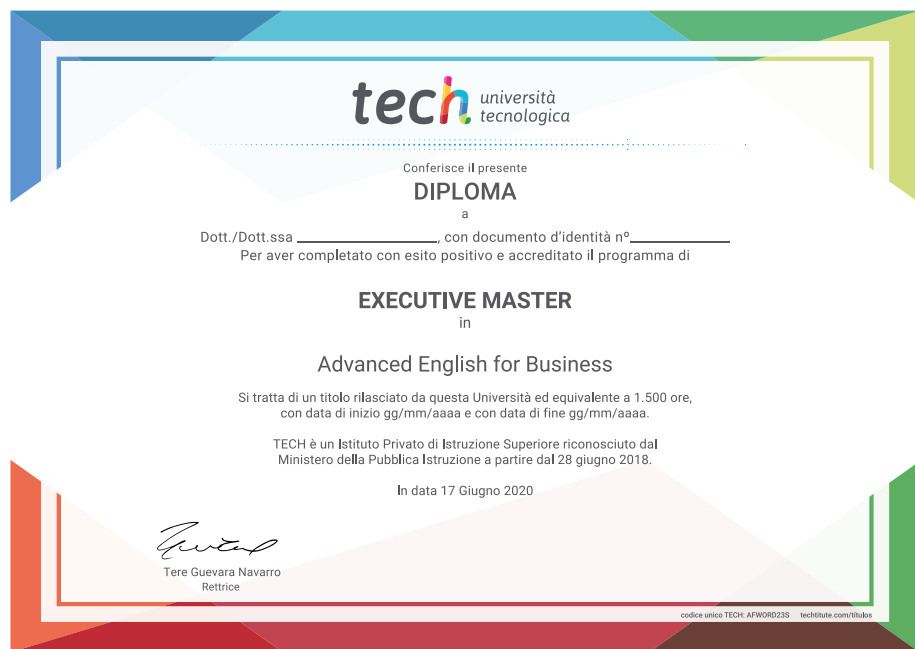 tech università
tecnologica
Conferisce il presente
DIPLOMA
a
Dott./Dott.ssa ________________, con documento d'identità nº____________
Per aver completato con esito positivo e accreditato il programma di
EXECUTIVE MASTER
in
Advanced English for Business
Si tratta di un titolo rilasciato da questa Università ed equivalente a 1.500 ore,
con data di inizio gg/mm/aaaa e con data di fine gg/mm/aaaa.
TECH è un Istituto Privato di Istruzione Superiore riconosciuto dal
Ministero della Pubblica Istruzione a partire dal 28 giugno 2018.
In data 17 Giugno 2020
Tere Guevara Navarro
Rettrice
codice unico TECH: AFWORD23S techtitute.com/titulos